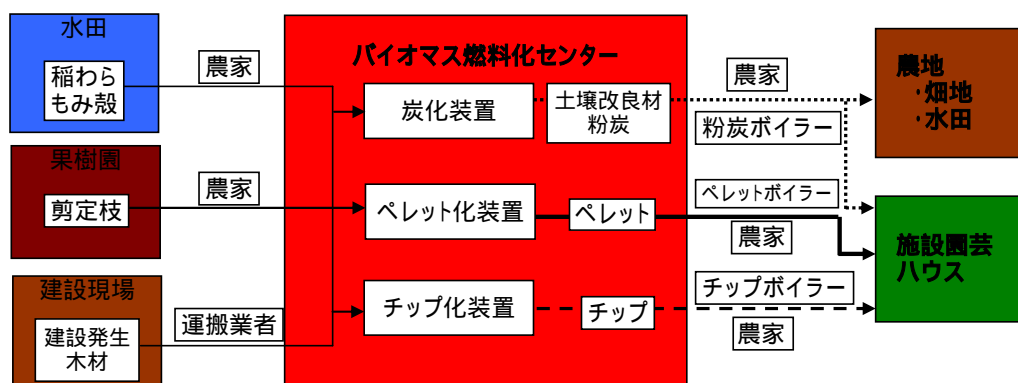 水田
稲わら
もみ殻
農家
果樹園
剪定枝
農家
建設現場
建設発生
木材
運搬業者
バイオマス燃料化センター
炭化装置
土壌改良材
粉炭
ペレット化装置
ペレット
チップ化装置
チップ
農家
粉炭ボイラー
ペレットボイラー
農家
チップボイラー
農家
農地
・畑地
・水田
施設園芸
ハウス